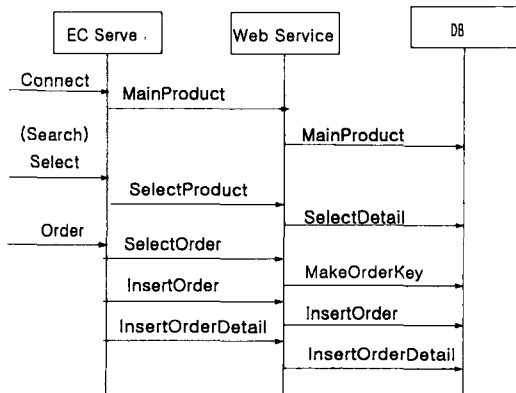 EC Serve
Web Service
DB
Connect
MainProduct
MainProduct
(Search)
Select
SelectProduct
SelectDetail
Order
SelectOrder
MakeOrderKey
InsertOrder
InsertOrder
InsertOrderDetail
InsertOrderDetail